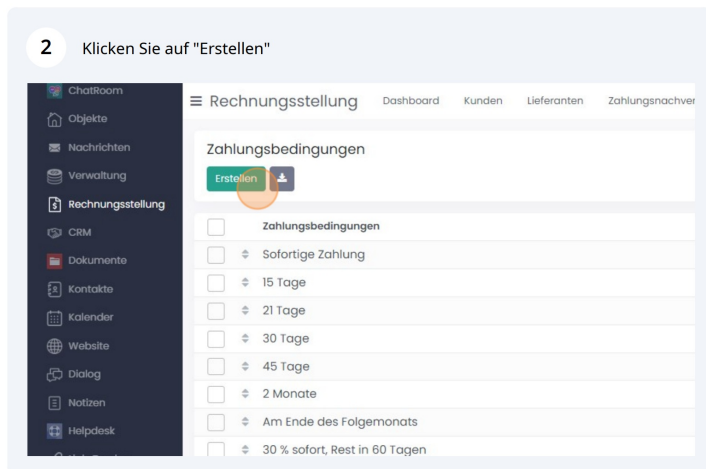 2 Klicken Sie auf "Erstellen"
ChatRoom
Objekte
Nachrichten
Verwaltung
Rechnungsstellung
CRM
Dokumente
Kontakte
Kalender
Website
Dialog
Notizen
Helpdesk
Rechnungsstellung Dashboard Kunden Lieferanten
Zahlungsbedingungen
Erstellen
Zahlungsbedingungen
Sofortige Zahlung
15 Tage
21 Tage
30 Tage
45 Tage
2 Monate
Am Ende des Folgemonats
30 % sofort, Rest in 60 Tagen